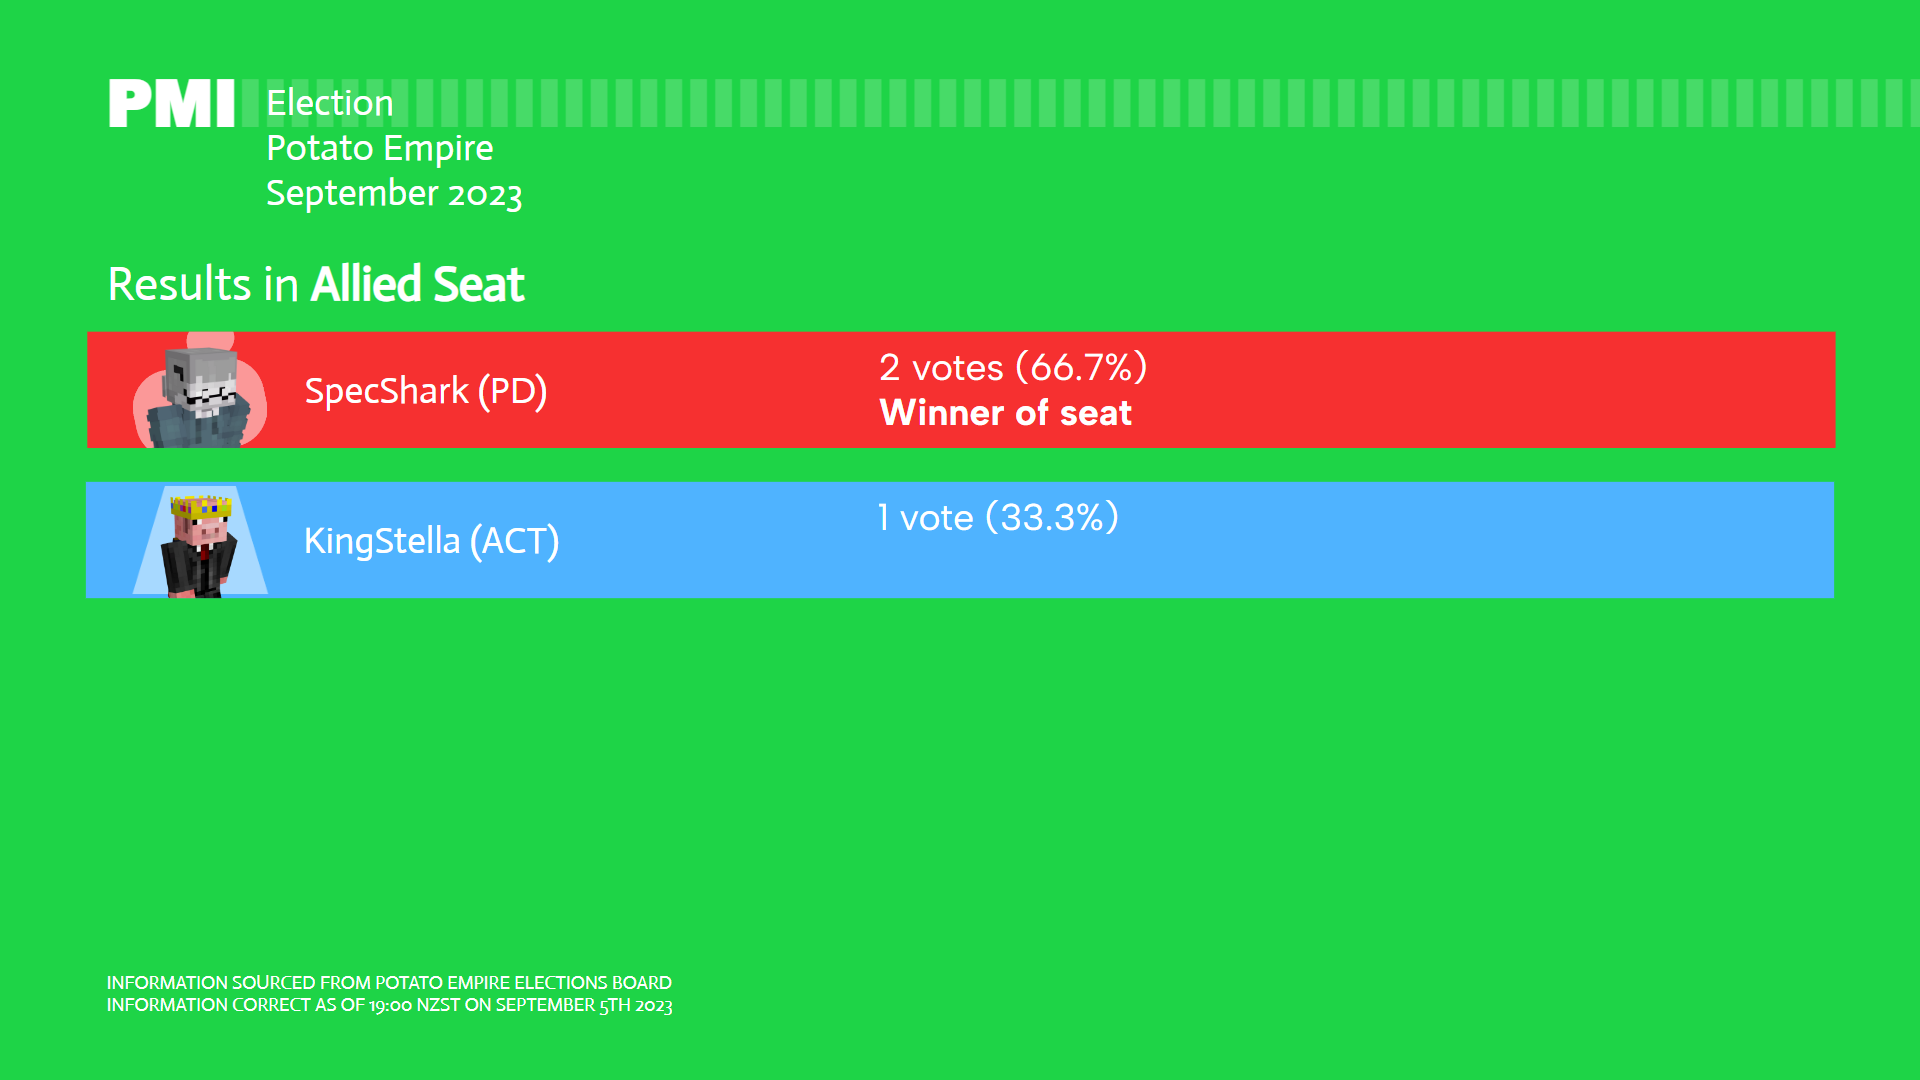 PMI
Election
Potato Empire
September 2023
Results in Allied Seat
SpecShark (PD)
2 votes (66.7%)
Winner of seat
KingStella (ACT)
1 vote (33.3%)
INFORMATION SOURCED FROM POTATO EMPIRE ELECTIONS BOARD
INFORMATION CORRECT AS OF 19:00 NZST ON SEPTEMBER 5TH 2023